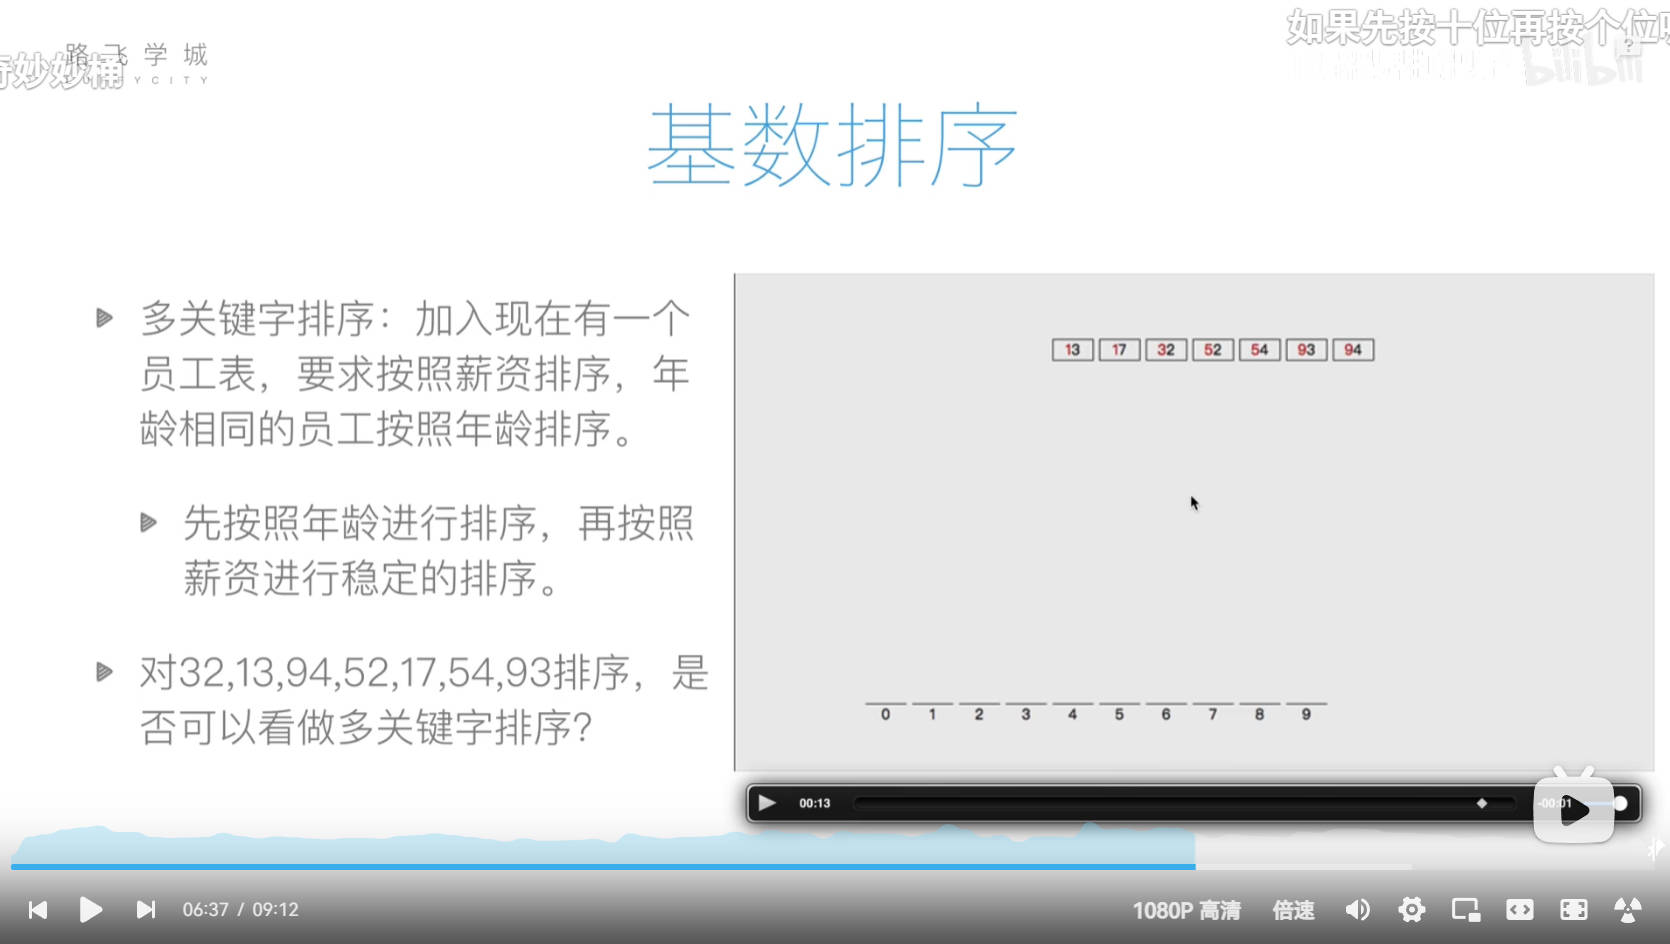 如果先按十位再按个位
路飞学城
奇妙妙桶
bilibili
基数排序
多关键字排序：加入现在有一个
员工表，要求按照薪资排序，年
龄相同的员工按照年龄排序。
先按照年龄进行排序，再按照
薪资进行稳定的排序。
对32,13,94,52,17,54,93排序，是
否可以看做多关键字排序？
13 17 32 52 54 93 94
0 1 2 3 4 5 6 7 8 9
00:13
-00:01
06:37 / 09:12
1080P 高清
倍速